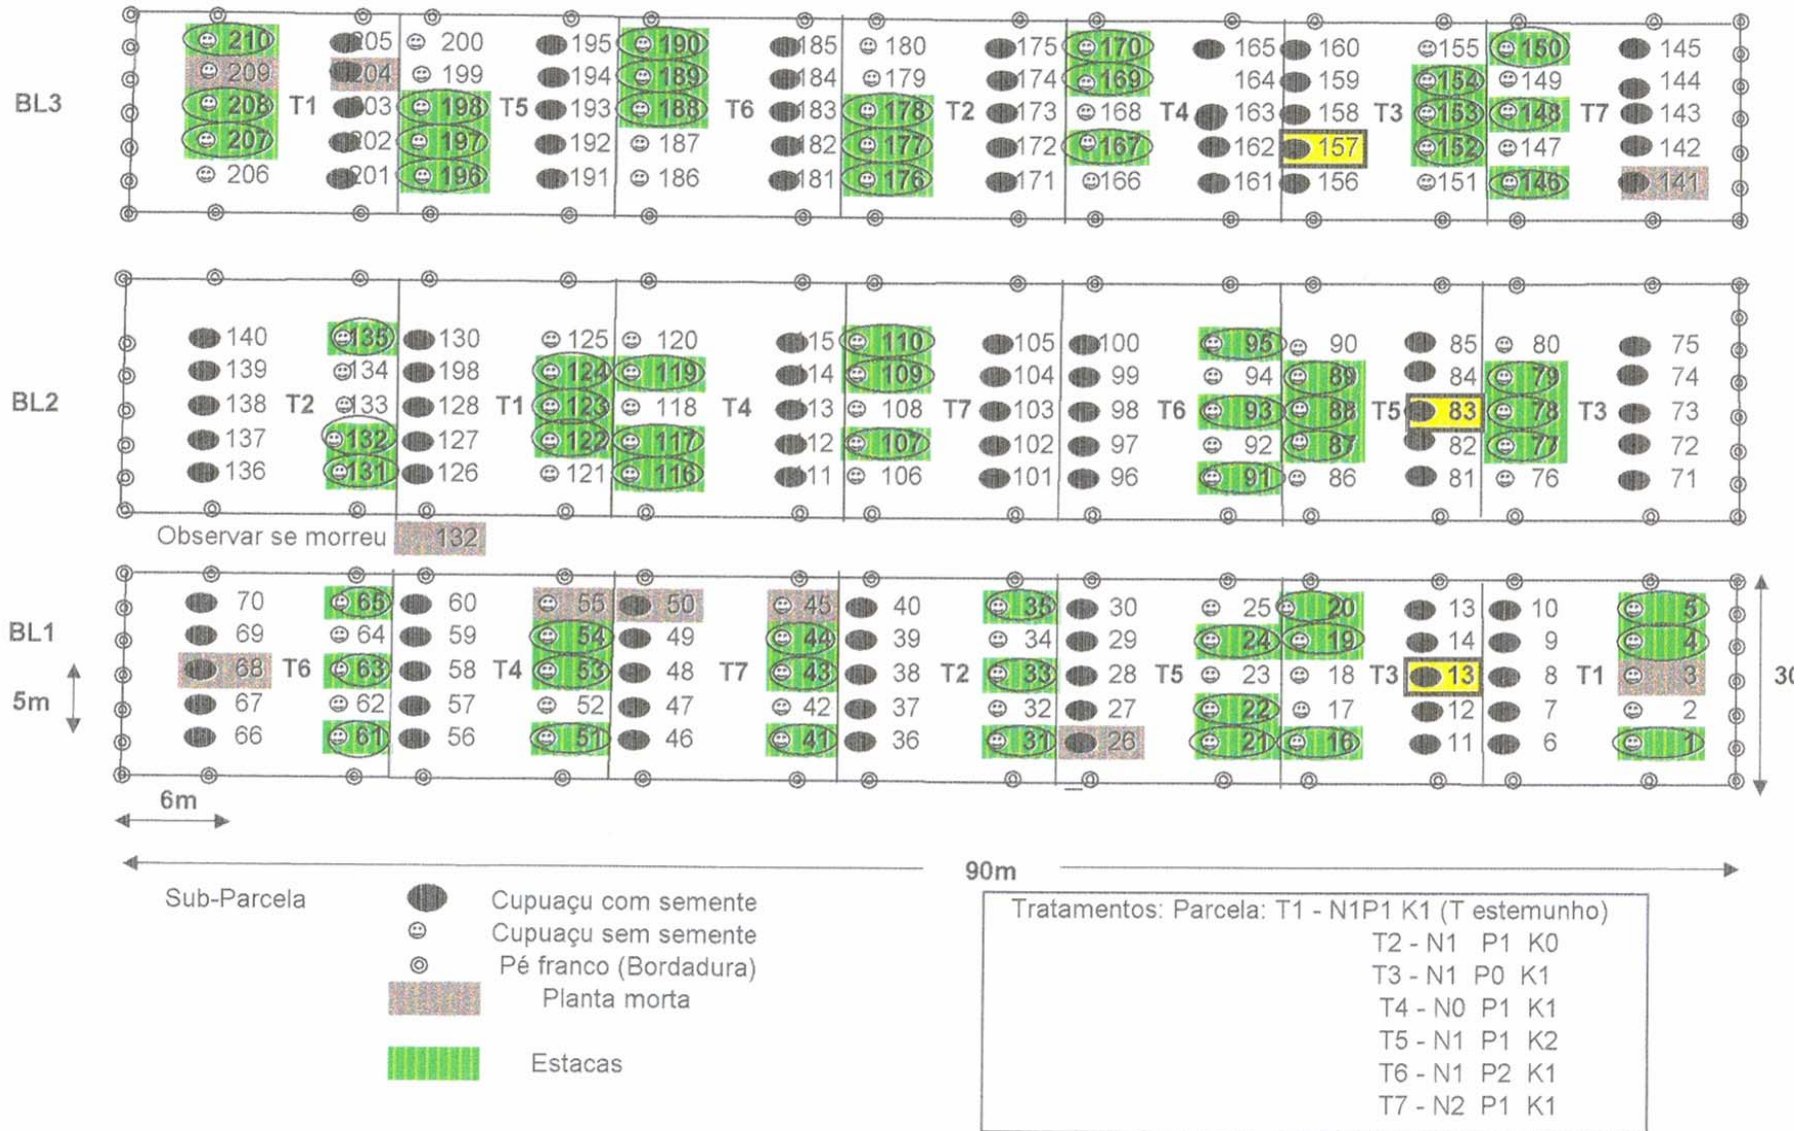 210 205 200 195 190 185 180 175 170 165 160 155 150 145
209 204 199 194 189 184 179 174 169 164 159 154 149 144
BL3 208 T1 203 198 T5 193 188 T6 183 178 T2 173 168 T4 163 158 T3 153 148 T7 143
207 202 197 192 187 182 177 172 167 162 157 152 147 142
206 201 196 191 186 181 176 171 166 161 156 151 146 141
140 135 130 125 120 115 110 105 100 95 90 85 80 75
139 134 198 124 119 114 109 104 99 94 89 84 79 74
BL2 138 T2 133 128 T1 123 118 T4 113 108 T7 103 98 T6 93 88 T5 83 78 T3 73
137 132 127 122 117 112 107 102 97 92 87 82 77 72
136 131 126 121 116 111 106 101 96 91 86 81 76 71
Observar se morreu 132
70 65 60 55 50 45 40 35 30 25 20 13 10 5
BL1 69 64 59 54 49 44 39 34 29 24 19 14 9 4
68 T6 63 58 T4 53 48 T7 43 38 T2 33 28 T5 23 18 T3 13 8 T1 3 30
5m 67 62 57 52 47 42 37 32 27 22 17 12 7 2
66 61 56 51 46 41 36 31 26 21 16 11 6 1
6m
90m
Sub-Parcela Cupuaçu com semente
Cupuaçu sem semente
Pé franco (Bordadura)
Planta morta
Estacas
Tratamentos: Parcela: T1 - N1P1 K1 (T estemunho)
T2 - N1 P1 K0
T3 - N1 P0 K1
T4 - N0 P1 K1
T5 - N1 P1 K2
T6 - N1 P2 K1
T7 - N2 P1 K1